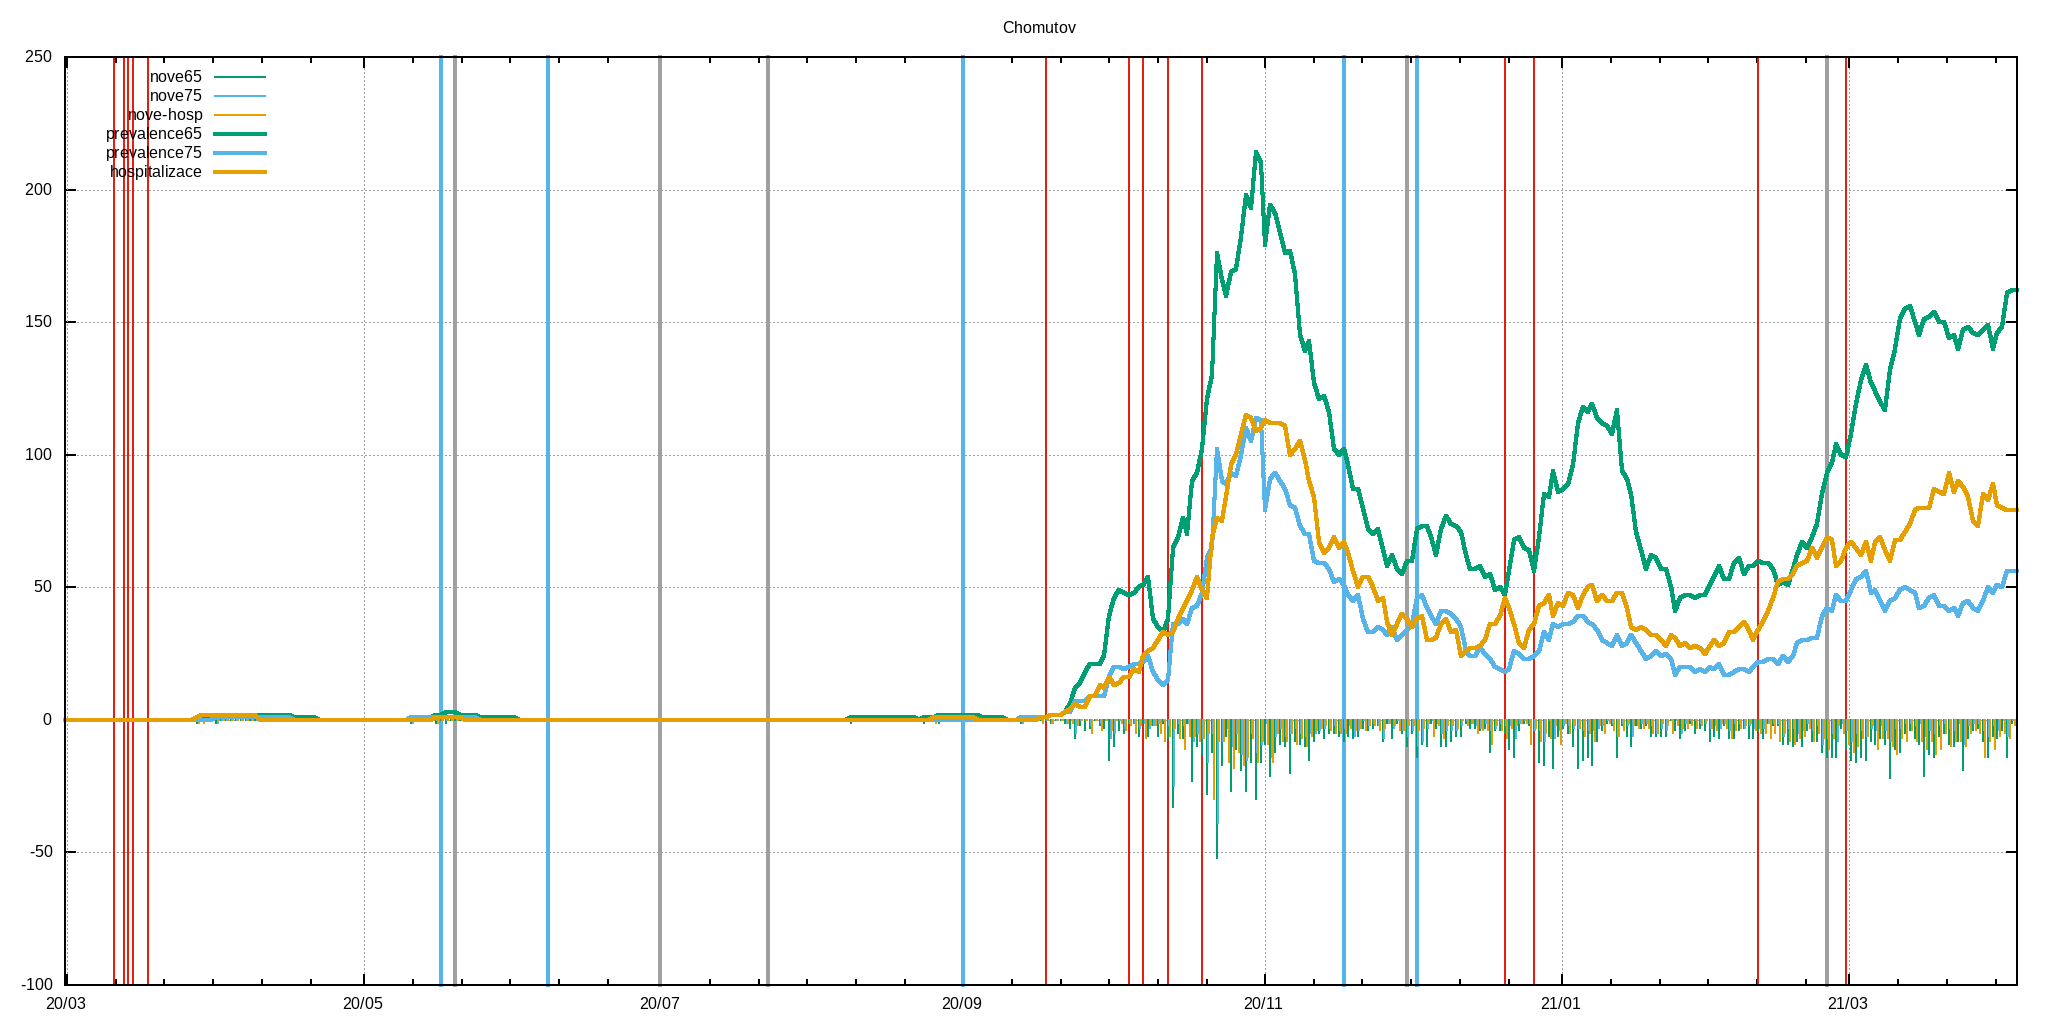 Chomutov
250
nove65
nove75
nove-hosp
prevalence65
prevalence75
hospitalizace
200
150
100
50
0
-50
-100
20/03 20/05 20/07 20/09 20/11 21/01 21/03